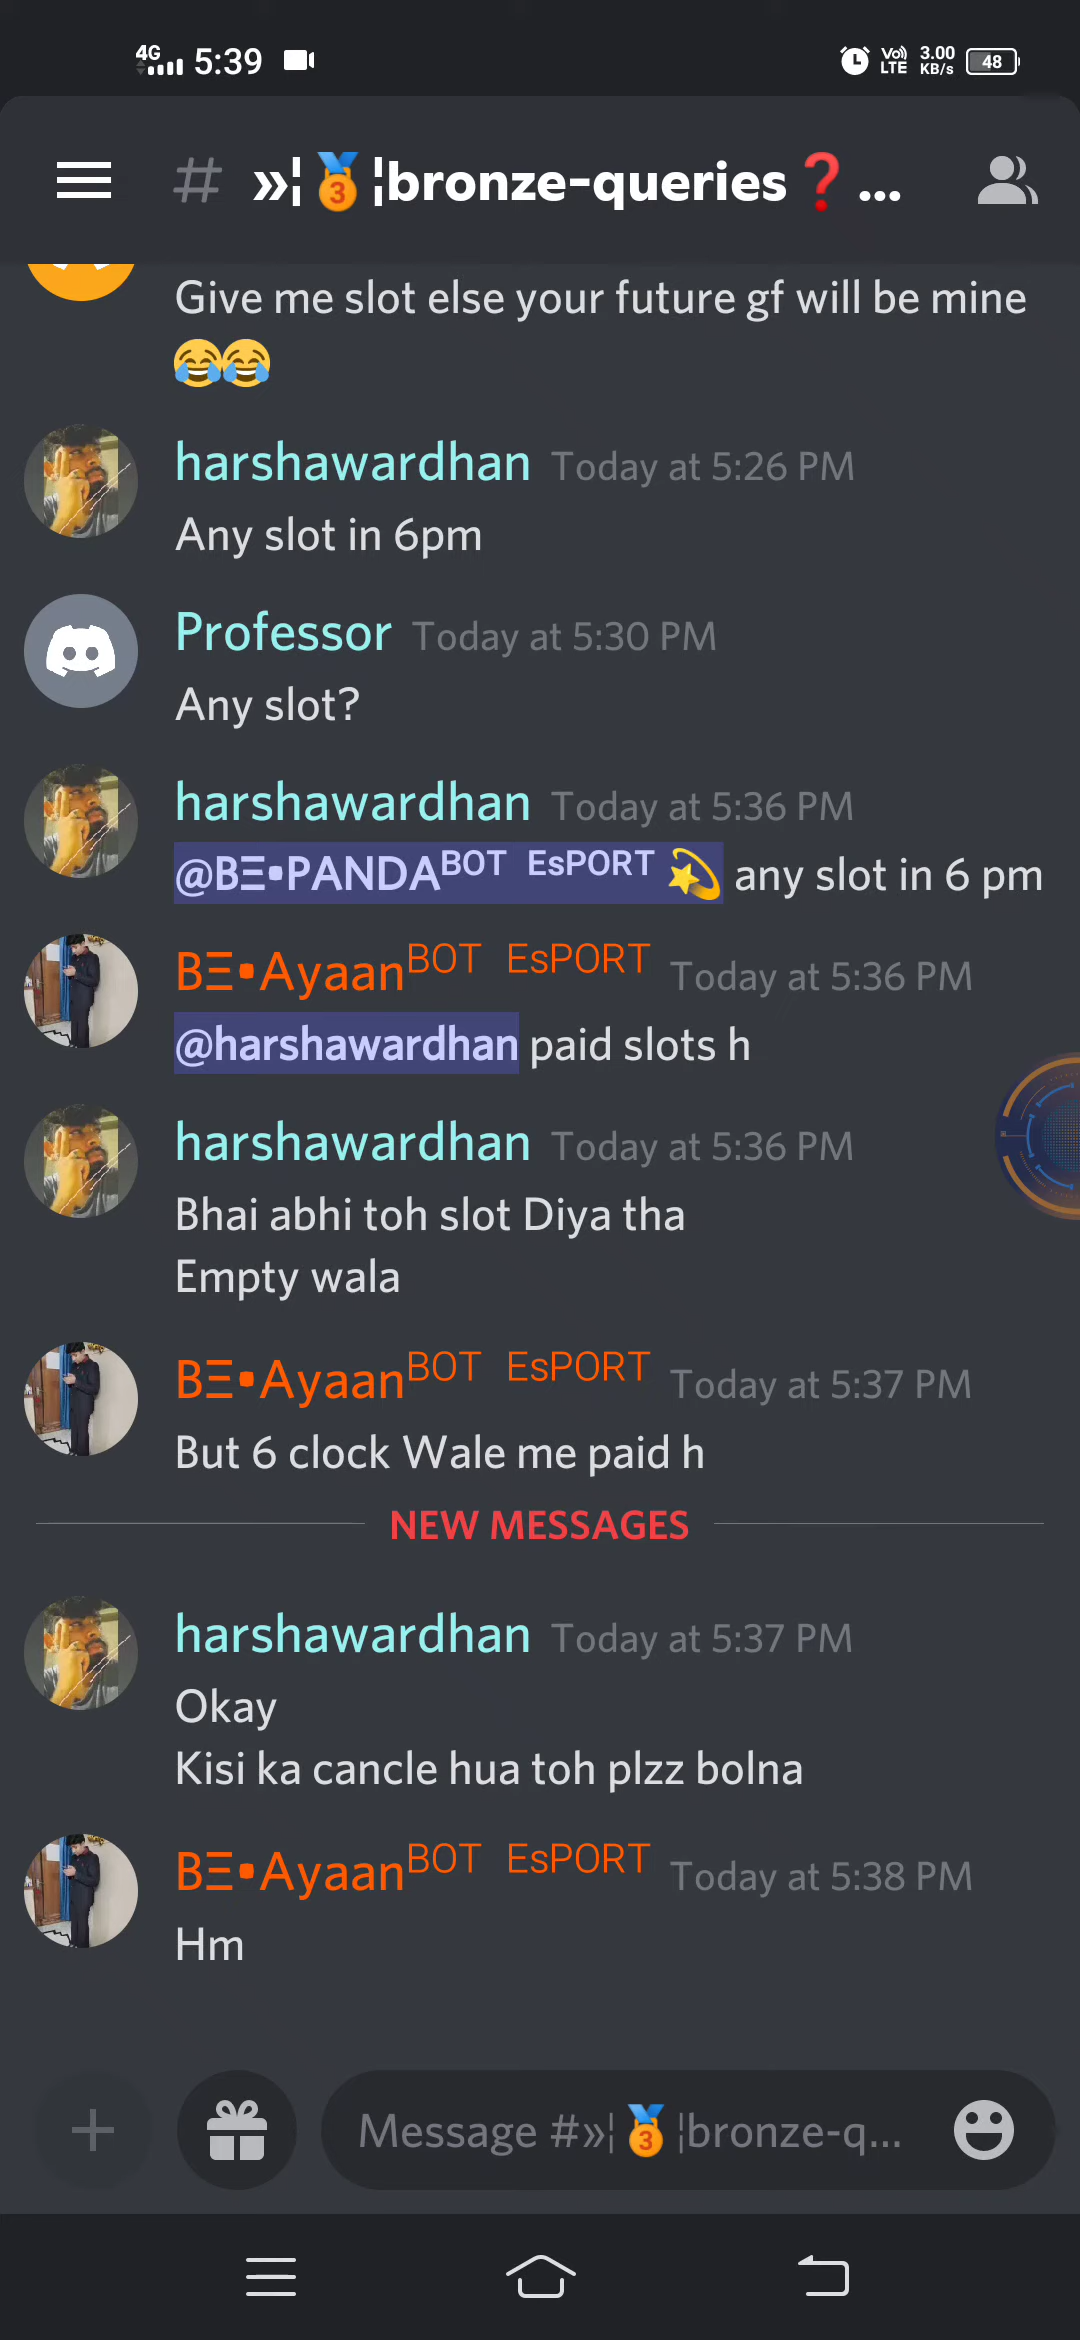 4G 5:39 Vo) LTE 3.00 KB/s 48
# »¦🥉¦bronze-queries❓...
Give me slot else your future gf will be mine
😂😂
harshawardhan Today at 5:26 PM
Any slot in 6pm
Professor Today at 5:30 PM
Any slot?
harshawardhan Today at 5:36 PM
@BΞ•PANDAᴮᴼᵀ ᴱˢᴾᴼᴿᵀ 💫 any slot in 6 pm
BΞ•Ayaanᴮᴼᵀ ᴱˢᴾᴼᴿᵀ Today at 5:36 PM
@harshawardhan paid slots h
harshawardhan Today at 5:36 PM
Bhai abhi toh slot Diya tha
Empty wala
BΞ•Ayaanᴮᴼᵀ ᴱˢᴾᴼᴿᵀ Today at 5:37 PM
But 6 clock Wale me paid h
NEW MESSAGES
harshawardhan Today at 5:37 PM
Okay
Kisi ka cancle hua toh plzz bolna
BΞ•Ayaanᴮᴼᵀ ᴱˢᴾᴼᴿᵀ Today at 5:38 PM
Hm
Message #»¦🥉¦bronze-q...